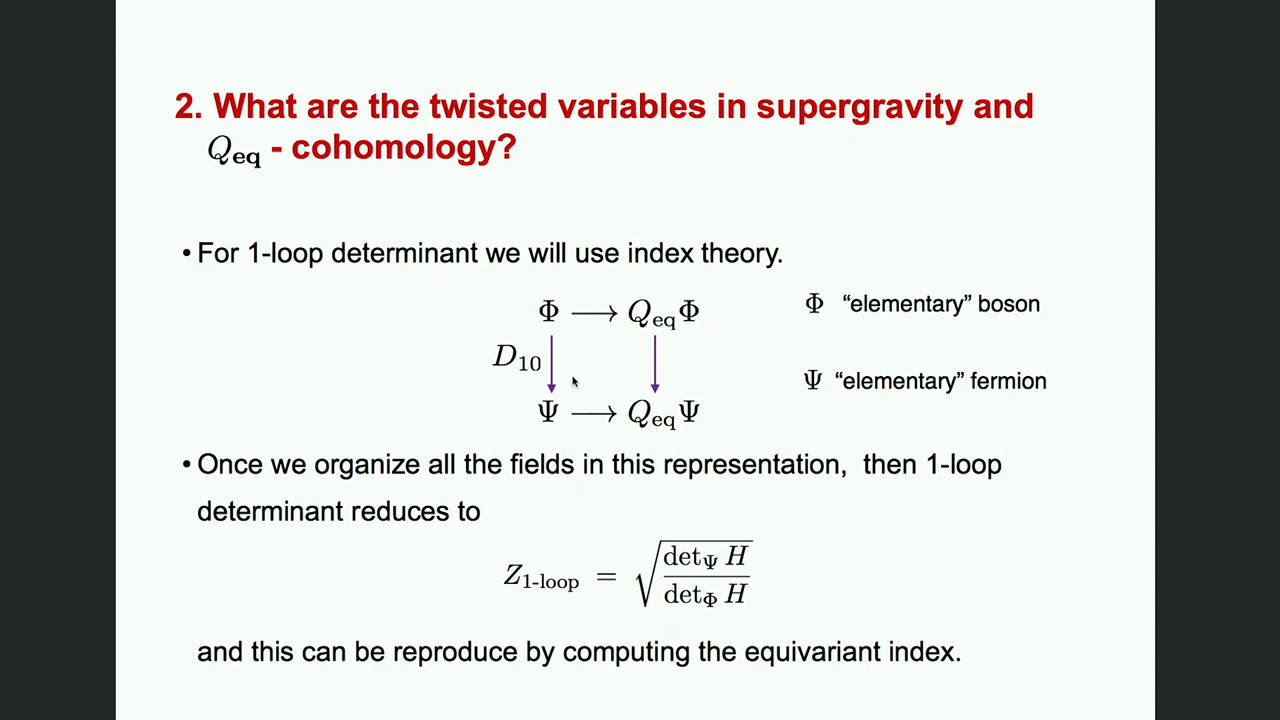 2. What are the twisted variables in supergravity and
Q_eq - cohomology?
• For 1-loop determinant we will use index theory.
Φ ⟶ Q_eq Φ
Φ “elementary” boson
D_10
Ψ ⟶ Q_eq Ψ
Ψ “elementary” fermion
• Once we organize all the fields in this representation, then 1-loop
determinant reduces to
Z_1-loop = √(det_Ψ H / det_Φ H)
and this can be reproduce by computing the equivariant index.